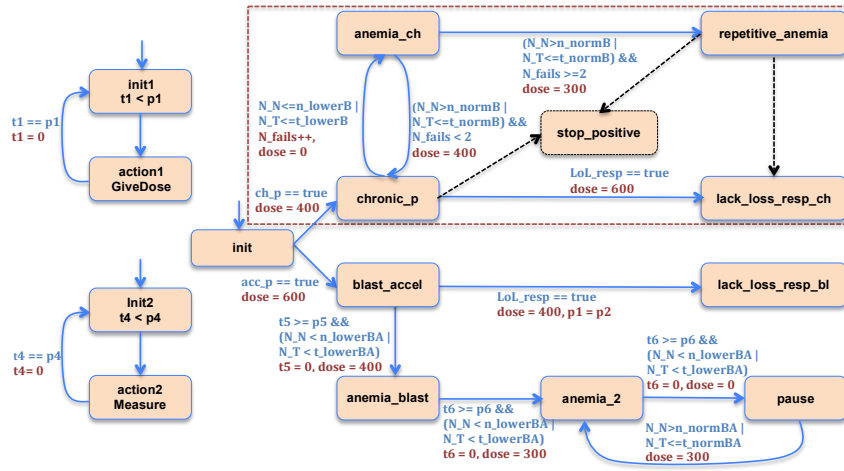 init1
t1 < p1
t1 == p1
t1 = 0
action1
GiveDose
anemia_ch
(N_N>n_normB |
N_T<=t_normB) &&
N_fails >=2
dose = 300
repetitive_anemia
N_N<=n_lowerB |
N_T<=t_lowerB
N_fails++,
dose = 0
(N_N>n_normB |
N_T<=t_normB) &&
N_fails < 2
dose = 400
stop_positive
ch_p == true
dose = 400
chronic_p
LoL_resp == true
dose = 600
lack_loss_resp_ch
init
acc_p == true
dose = 600
blast_accel
LoL_resp == true
dose = 400, p1 = p2
lack_loss_resp_bl
Init2
t4 < p4
t4 == p4
t4= 0
action2
Measure
t5 >= p5 &&
(N_N < n_lowerBA |
N_T < t_lowerBA)
t5 = 0, dose = 400
anemia_blast
t6 >= p6 &&
(N_N < n_lowerBA |
N_T < t_lowerBA)
t6 = 0, dose = 300
anemia_2
t6 >= p6 &&
(N_N < n_lowerBA |
N_T < t_lowerBA)
t6 = 0, dose = 0
pause
N_N>n_normBA |
N_T<=t_normBA
dose = 300